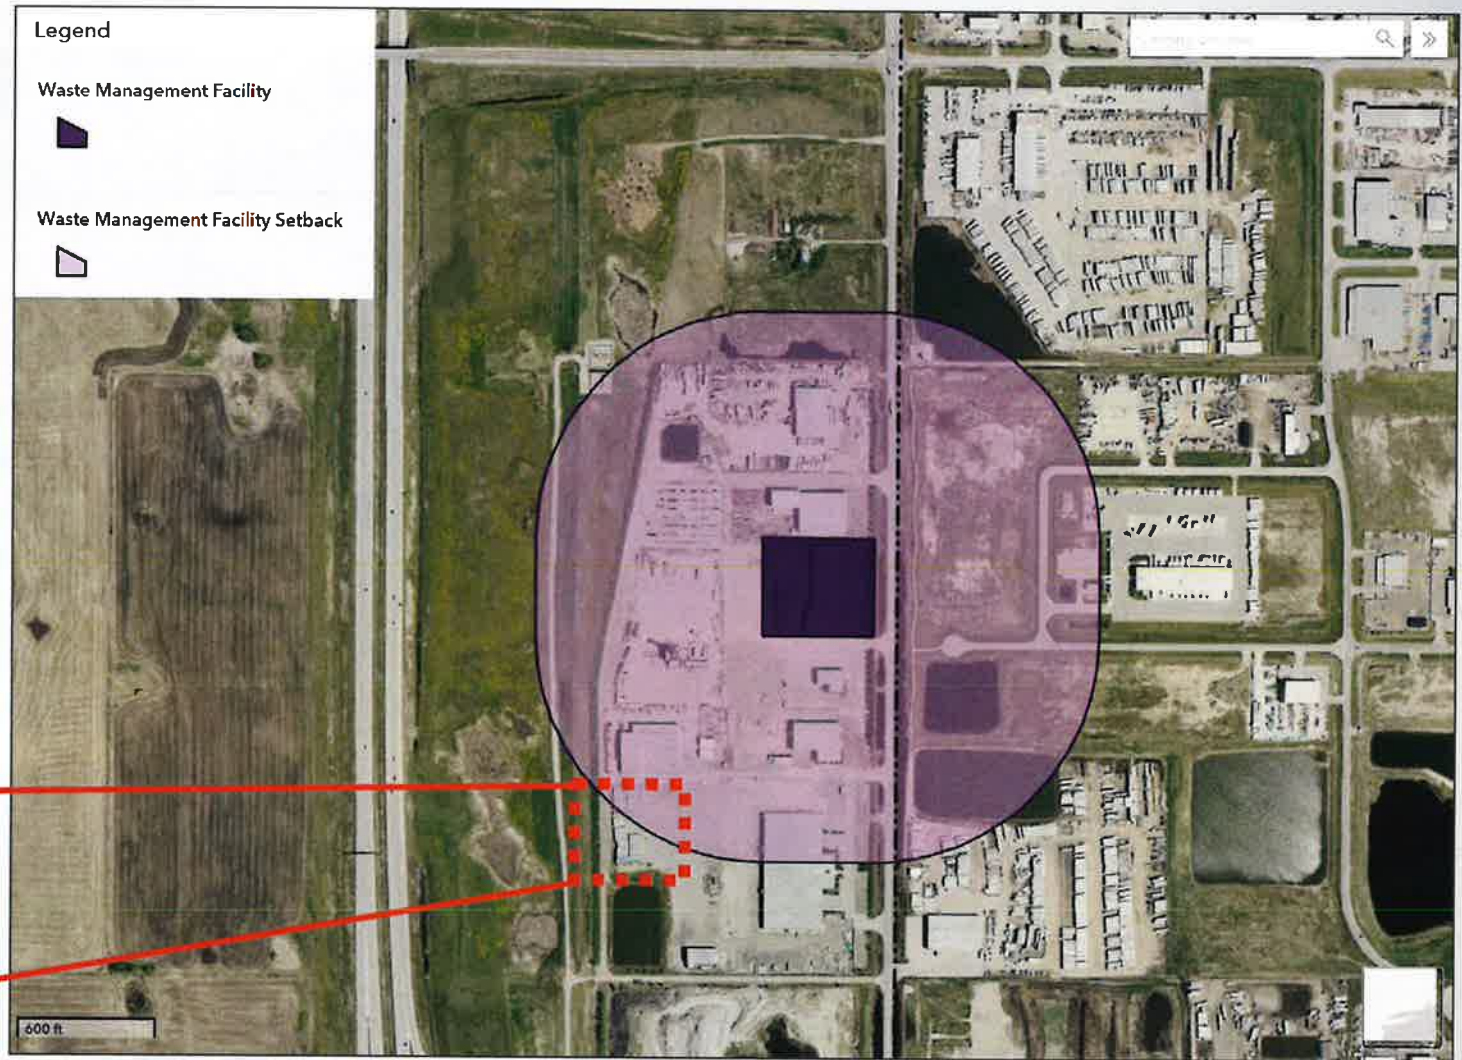 Legend
Waste Management Facility
Waste Management Facility Setback
600 ft